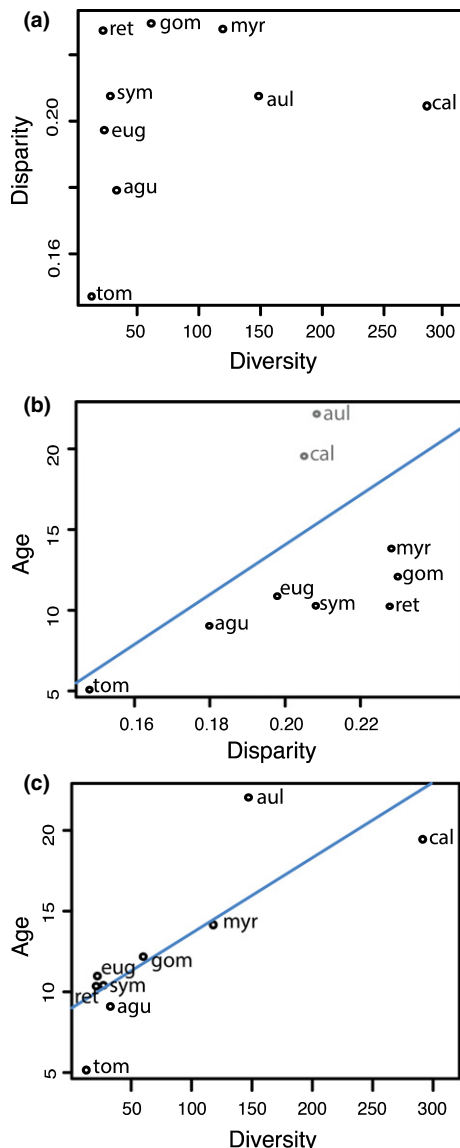 (a)
ret
gom
myr
sym
aul
cal
eug
agu
tom
0.20
0.16
Disparity
50 100 150 200 250 300
Diversity
(b)
aul
cal
myr
gom
eug
sym
ret
agu
tom
20
15
10
5
Age
0.16 0.18 0.20 0.22
Disparity
(c)
aul
cal
myr
gom
eug
sym
ret
agu
tom
20
15
10
5
Age
50 100 150 200 250 300
Diversity